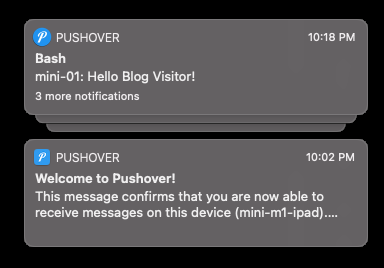 PUSHOVER 10:18 PM
Bash
mini-01: Hello Blog Visitor!
3 more notifications
PUSHOVER 10:02 PM
Welcome to Pushover!
This message confirms that you are now able to
receive messages on this device (mini-m1-ipad)....